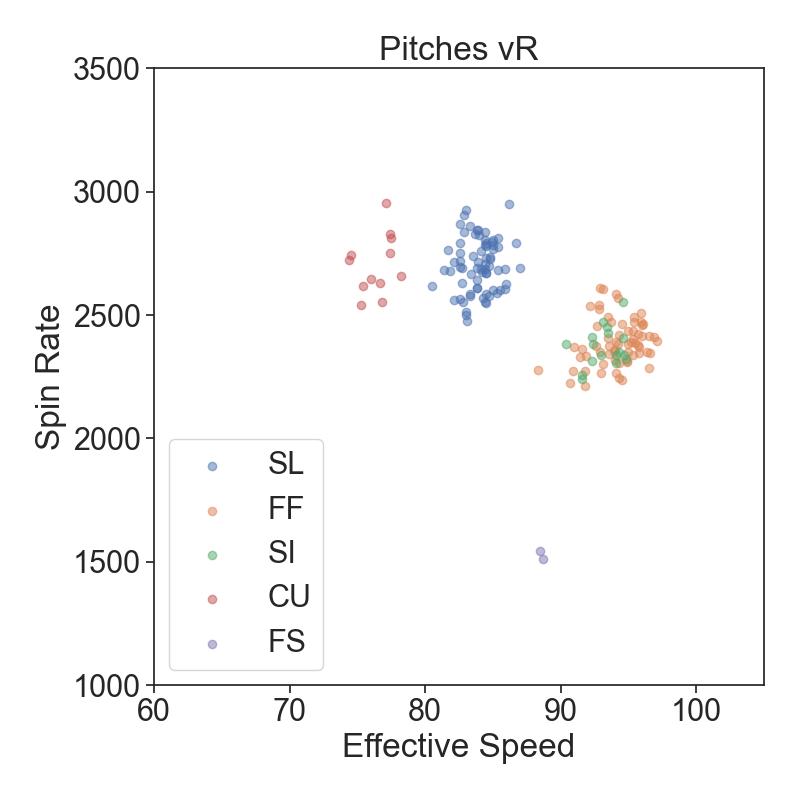 Pitches vR
3500
3000
2500
2000
1500
1000
Spin Rate
SL
FF
SI
CU
FS
60 70 80 90 100
Effective Speed